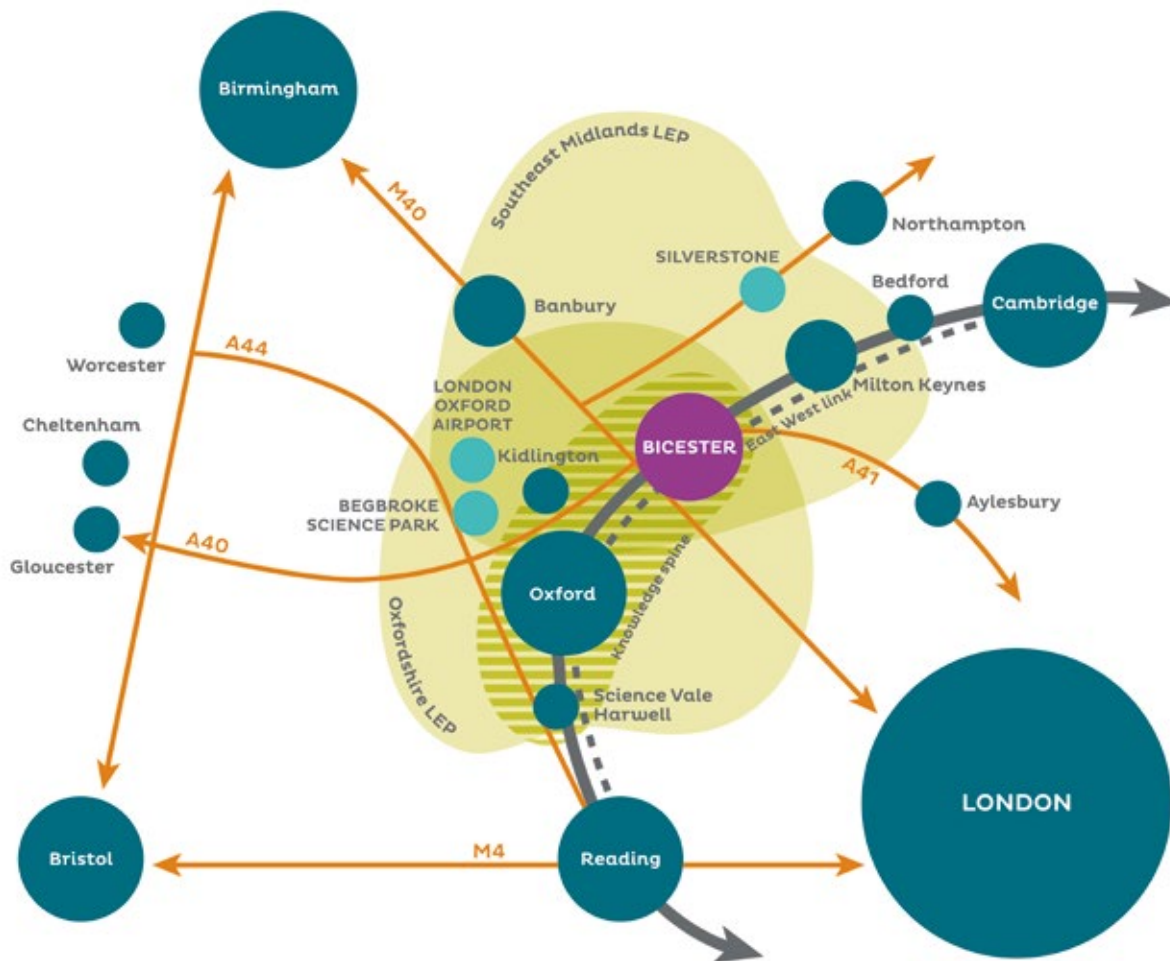 Birmingham
Southeast Midlands LEP
M40
Northampton
SILVERSTONE
Bedford
Cambridge
Banbury
Worcester
A44
Milton Keynes
East West link
LONDON
OXFORD
AIRPORT
Cheltenham
Kidlington
BICESTER
A41
Aylesbury
BEGBROKE
SCIENCE PARK
A40
Gloucester
Oxford
Knowledge spine
Oxfordshire LEP
Science Vale
Harwell
LONDON
Bristol
M4
Reading